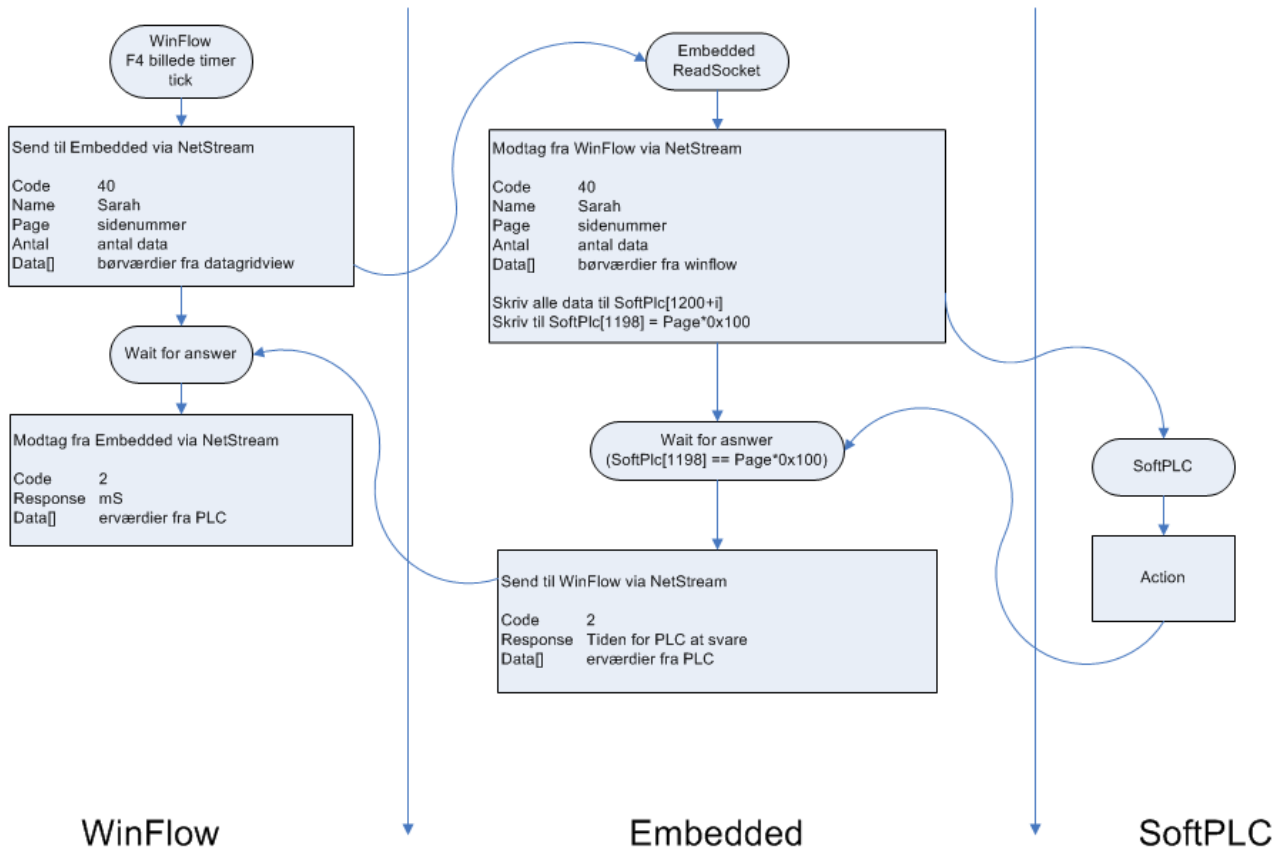 WinFlow
F4 billede timer
tick
Send til Embedded via NetStream
Code 40
Name Sarah
Page sidenummer
Antal antal data
Data[] børværdier fra datagridview
Wait for answer
Modtag fra Embedded via NetStream
Code 2
Response mS
Data[] erværdier fra PLC
Embedded
ReadSocket
Modtag fra WinFlow via NetStream
Code 40
Name Sarah
Page sidenummer
Antal antal data
Data[] børværdier fra winflow
Skriv alle data til SoftPlc[1200+i]
Skriv til SoftPlc[1198] = Page*0x100
Wait for asnwer
(SoftPlc[1198] == Page*0x100)
Send til WinFlow via NetStream
Code 2
Response Tiden for PLC at svare
Data[] erværdier fra PLC
SoftPLC
Action
WinFlow
Embedded
SoftPLC